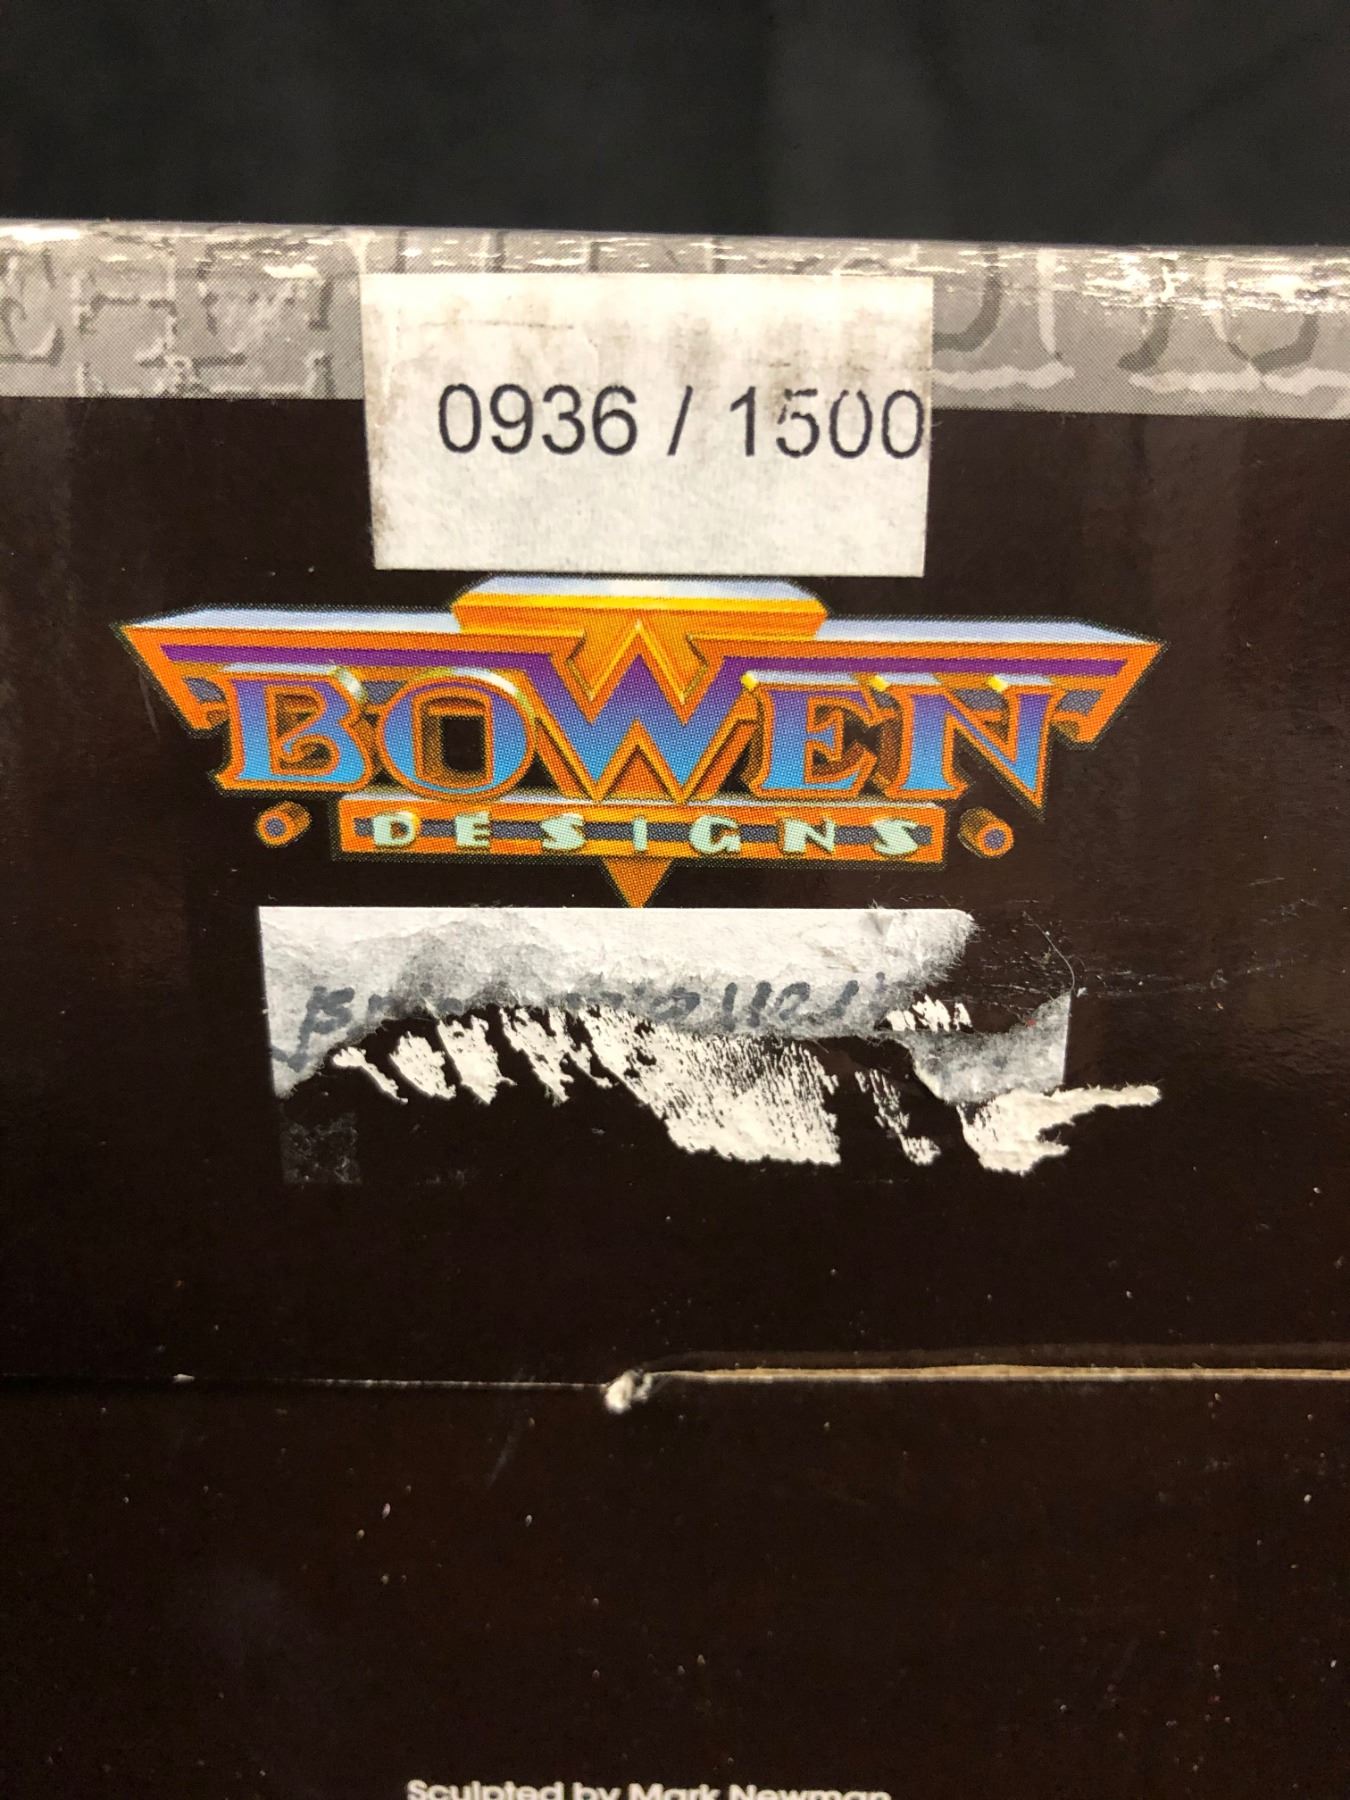 0936 / 1500
BOWEN
DESIGNS
Sculpted by Mark Newman